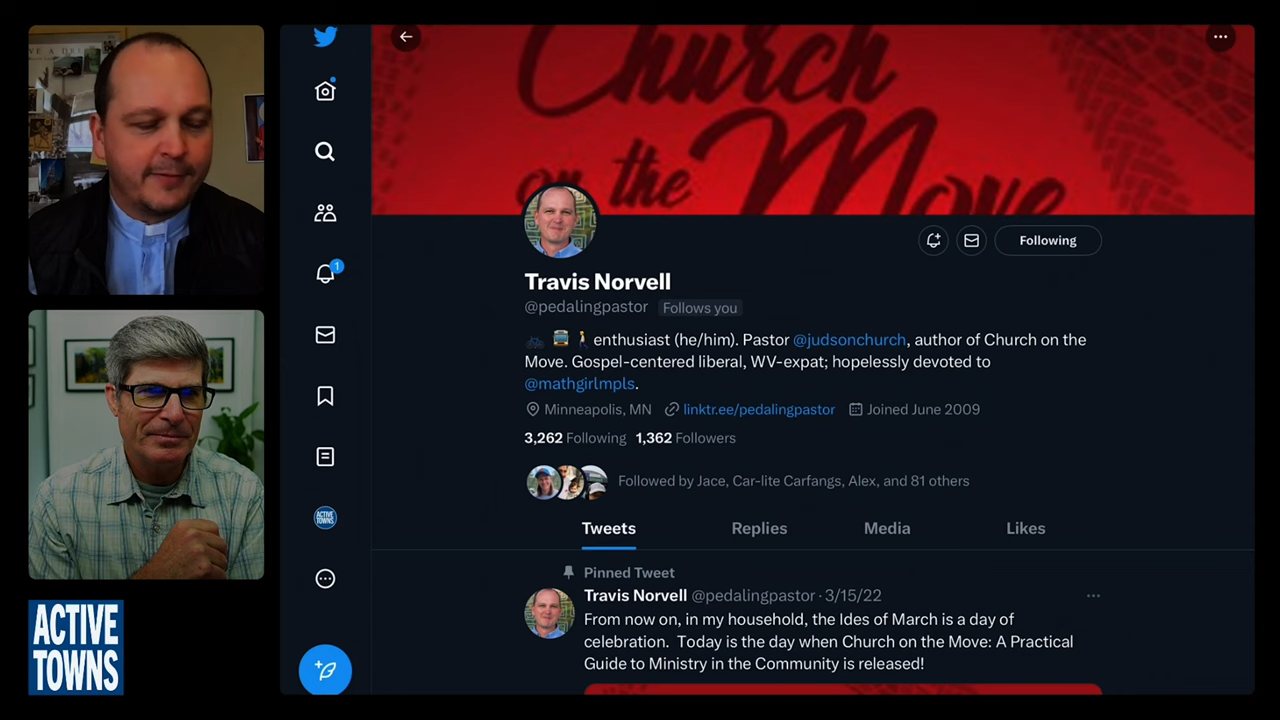 Church
on the Move
Travis Norvell
@pedalingpastor Follows you
enthusiast (he/him). Pastor @judsonchurch, author of Church on the
Move. Gospel-centered liberal, WV-expat; hopelessly devoted to
@mathgirlmpls.
Minneapolis, MN linktr.ee/pedalingpastor Joined June 2009
3,262 Following 1,362 Followers
Followed by Jace, Car-lite Carfangs, Alex, and 81 others
Tweets Replies Media Likes
Pinned Tweet
Travis Norvell @pedalingpastor · 3/15/22
From now on, in my household, the Ides of March is a day of
celebration. Today is the day when Church on the Move: A Practical
Guide to Ministry in the Community is released!
Following
1
ACTIVE
TOWNS
ACTIVE
TOWNS